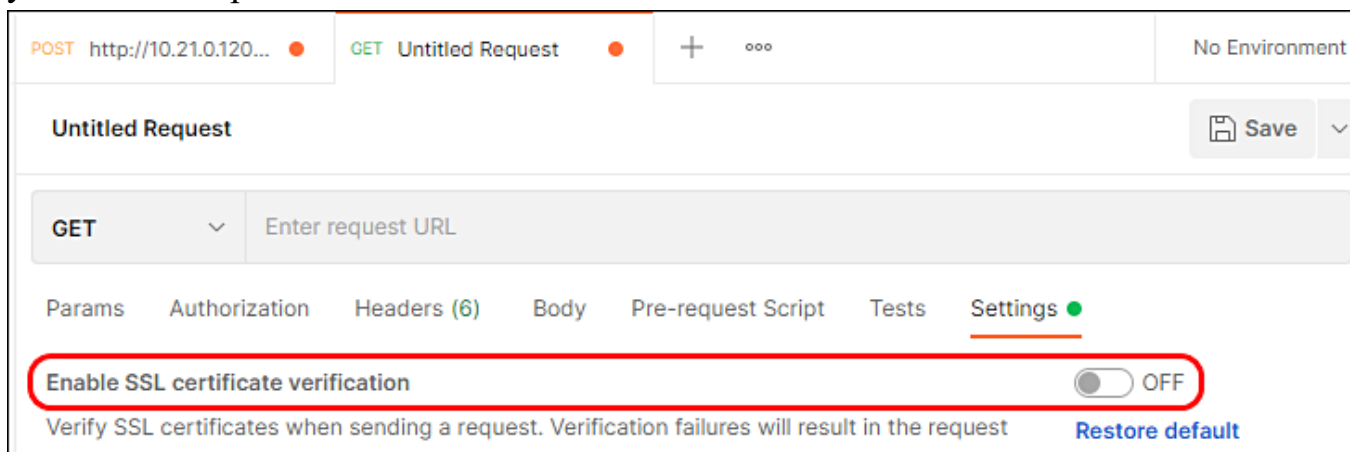 POST http://10.21.0.120... GET Untitled Request No Environment
Untitled Request Save
GET Enter request URL
Params Authorization Headers (6) Body Pre-request Script Tests Settings
Enable SSL certificate verification OFF
Verify SSL certificates when sending a request. Verification failures will result in the request Restore default